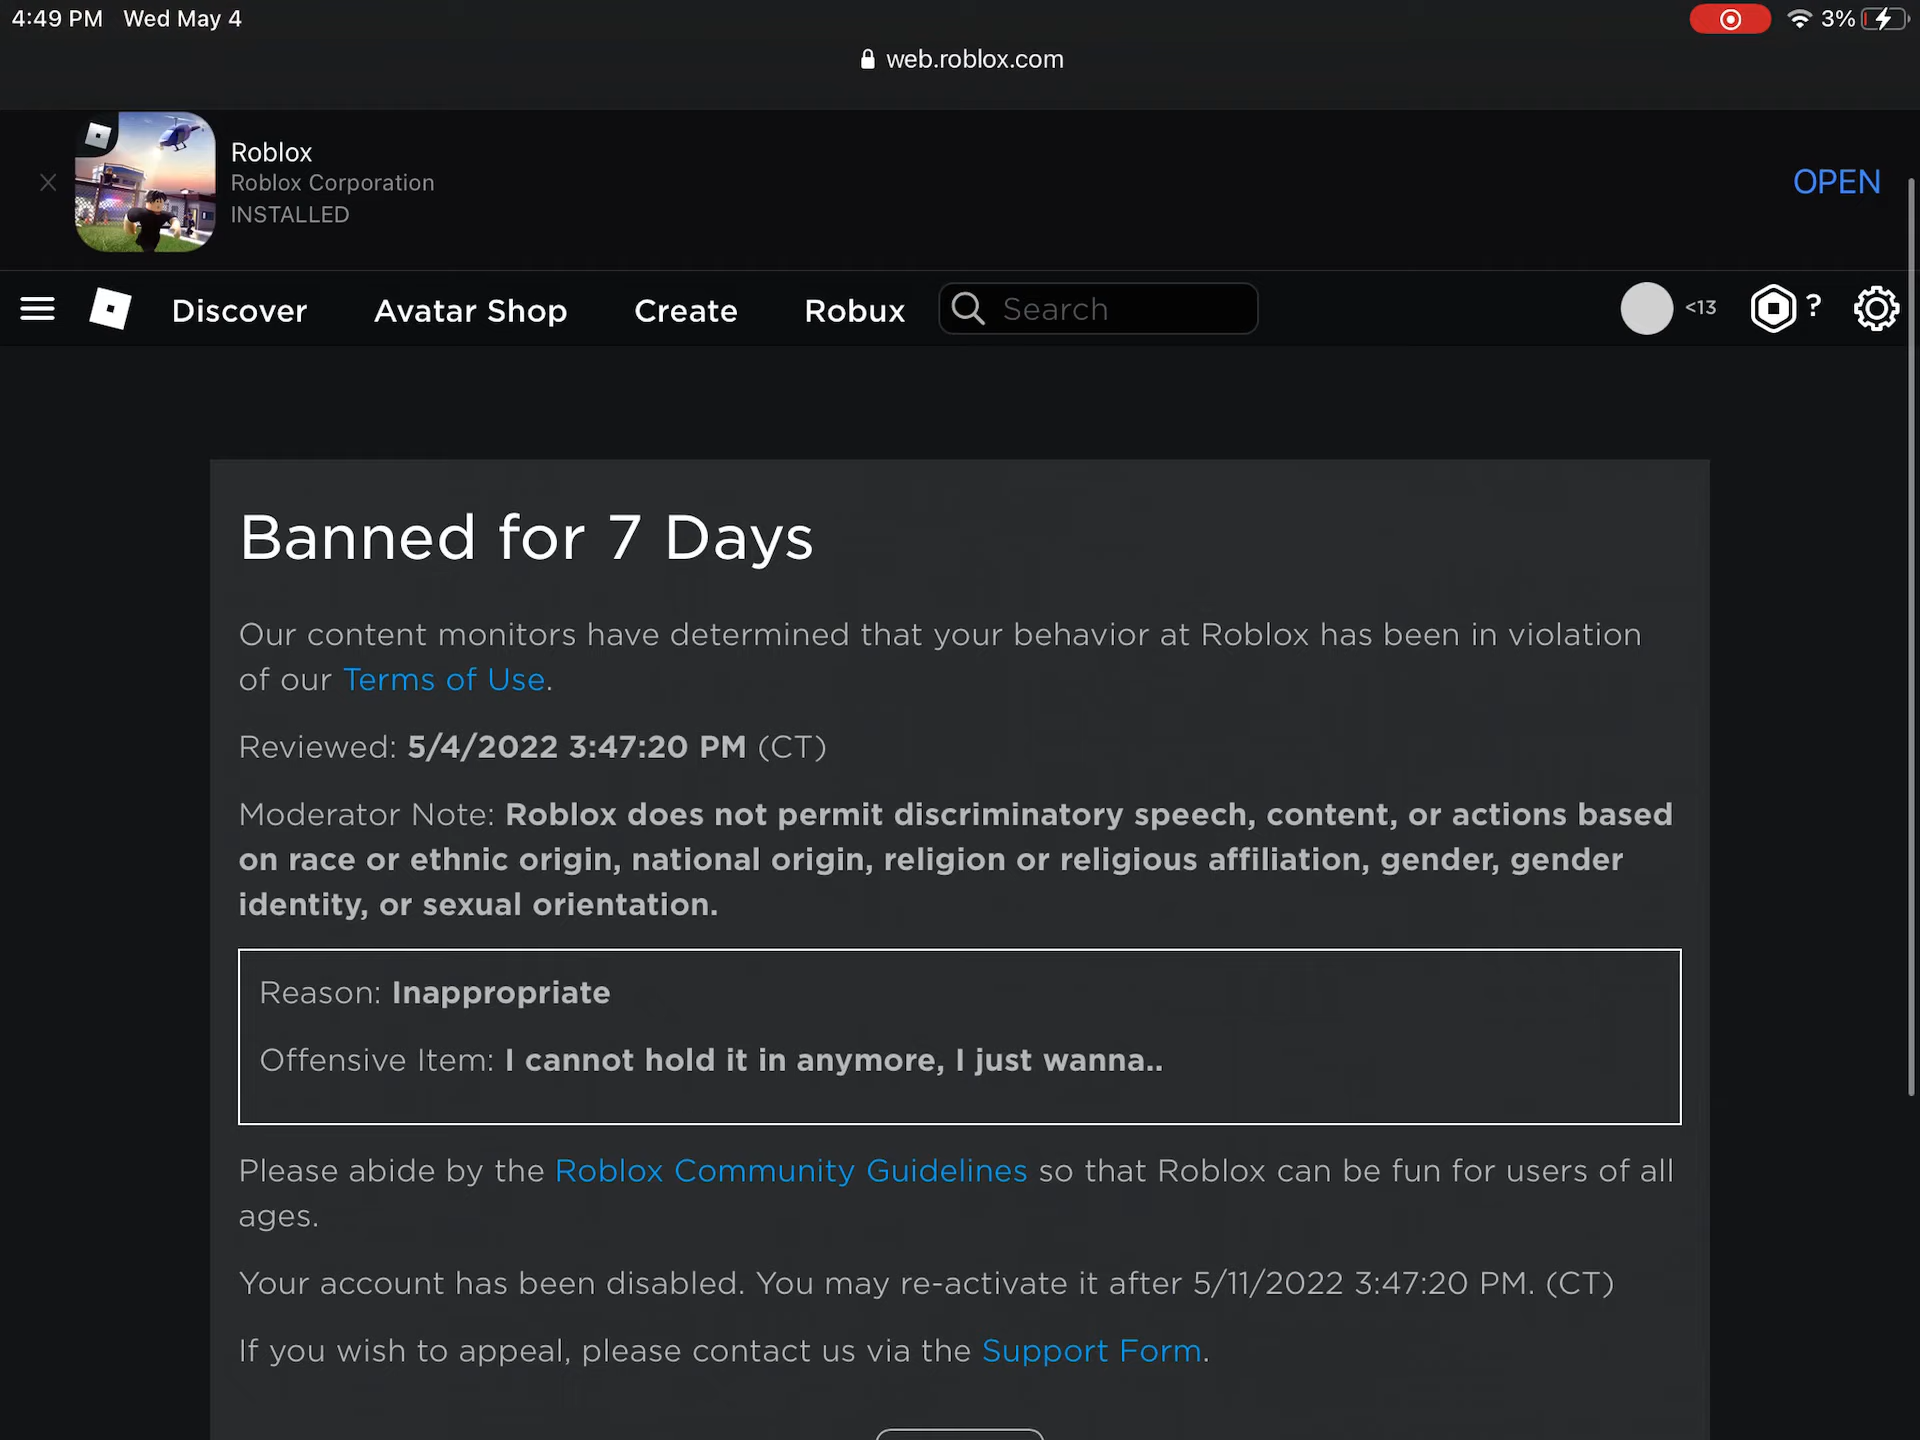 4:49 PM Wed May 4
3%
web.roblox.com
Roblox
Roblox Corporation
INSTALLED
OPEN
Discover Avatar Shop Create Robux Search <13 ?
Banned for 7 Days
Our content monitors have determined that your behavior at Roblox has been in violation
of our Terms of Use.
Reviewed: 5/4/2022 3:47:20 PM (CT)
Moderator Note: Roblox does not permit discriminatory speech, content, or actions based
on race or ethnic origin, national origin, religion or religious affiliation, gender, gender
identity, or sexual orientation.
Reason: Inappropriate
Offensive Item: I cannot hold it in anymore, I just wanna..
Please abide by the Roblox Community Guidelines so that Roblox can be fun for users of all
ages.
Your account has been disabled. You may re-activate it after 5/11/2022 3:47:20 PM. (CT)
If you wish to appeal, please contact us via the Support Form.